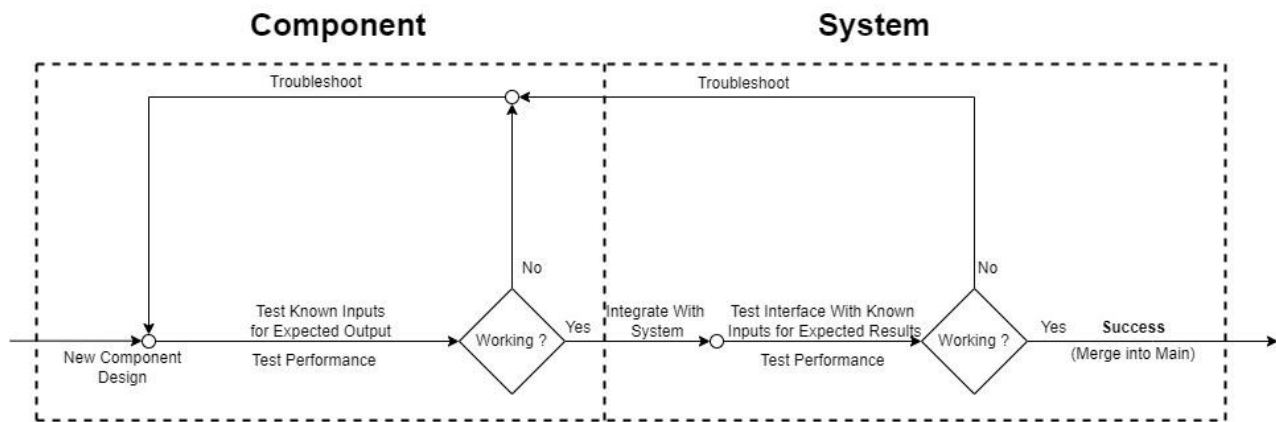 Component
System
Troubleshoot
Troubleshoot
No
No
Test Known Inputs
for Expected Output
Test Performance
New Component
Design
Working ?
Yes
Integrate With
System
Test Interface With Known
Inputs for Expected Results
Test Performance
Working ?
Yes
Success
(Merge into Main)